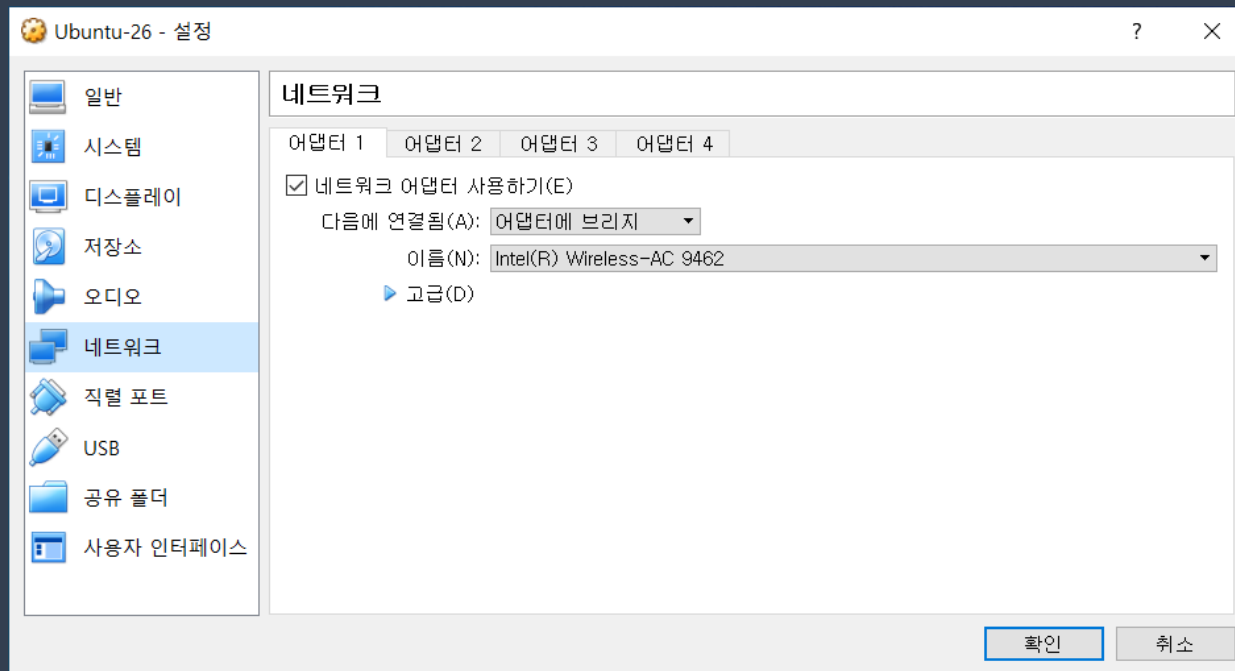 Ubuntu-26 - 설정
?
일반
시스템
디스플레이
저장소
오디오
네트워크
직렬 포트
USB
공유 폴더
사용자 인터페이스
네트워크
어댑터 1 어댑터 2 어댑터 3 어댑터 4
네트워크 어댑터 사용하기(E)
다음에 연결됨(A): 어댑터에 브리지
이름(N): Intel(R) Wireless-AC 9462
고급(D)
확인 취소